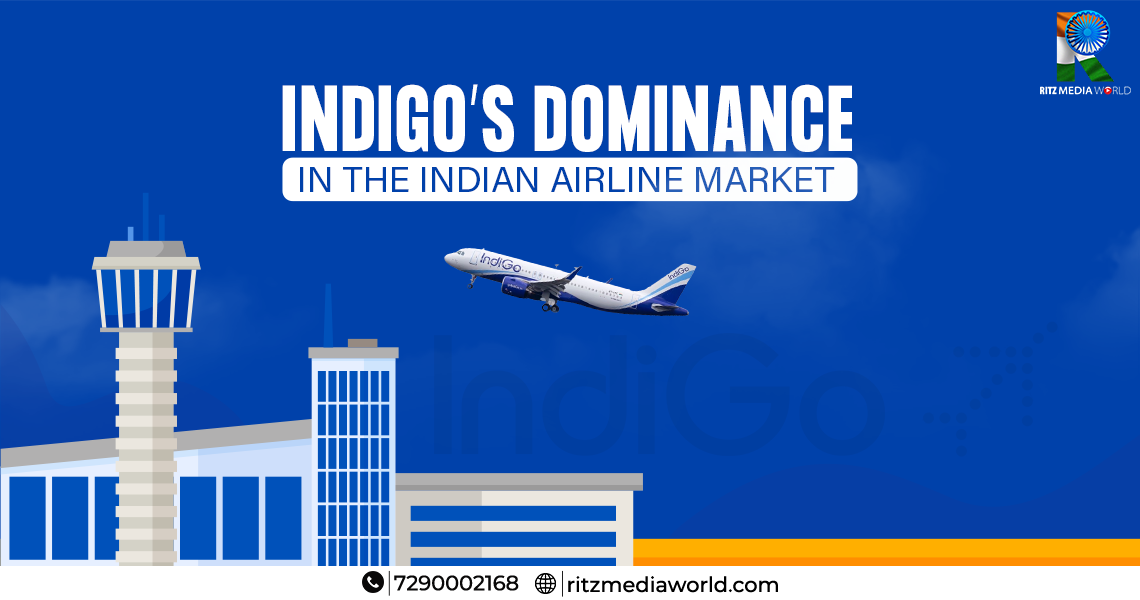 RITZ MEDIA WORLD
INDIGO'S DOMINANCE
IN THE INDIAN AIRLINE MARKET
IndiGo
IndiGo
IndiGo
7290002168
ritzmediaworld.com